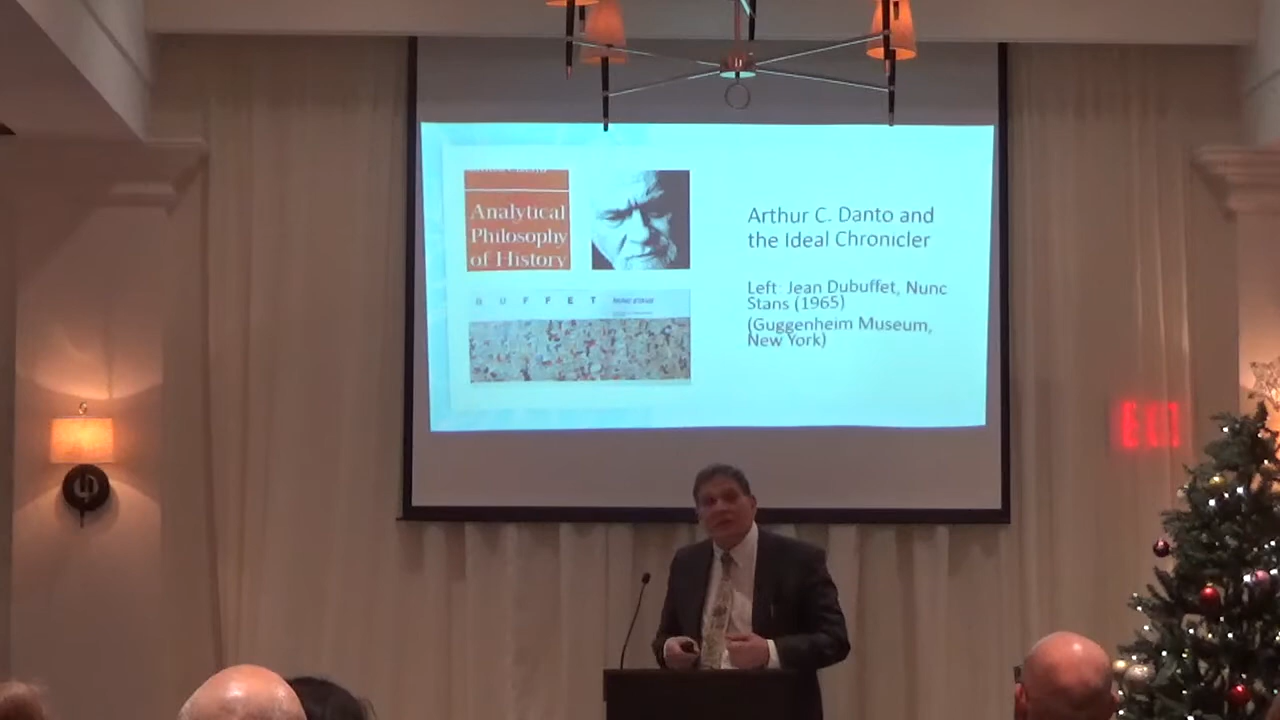 Analytical
Philosophy
of History
B U F F E T
Arthur C. Danto and
the Ideal Chronicler
Left: Jean Dubuffet, Nunc
Stans (1965)
(Guggenheim Museum,
New York)